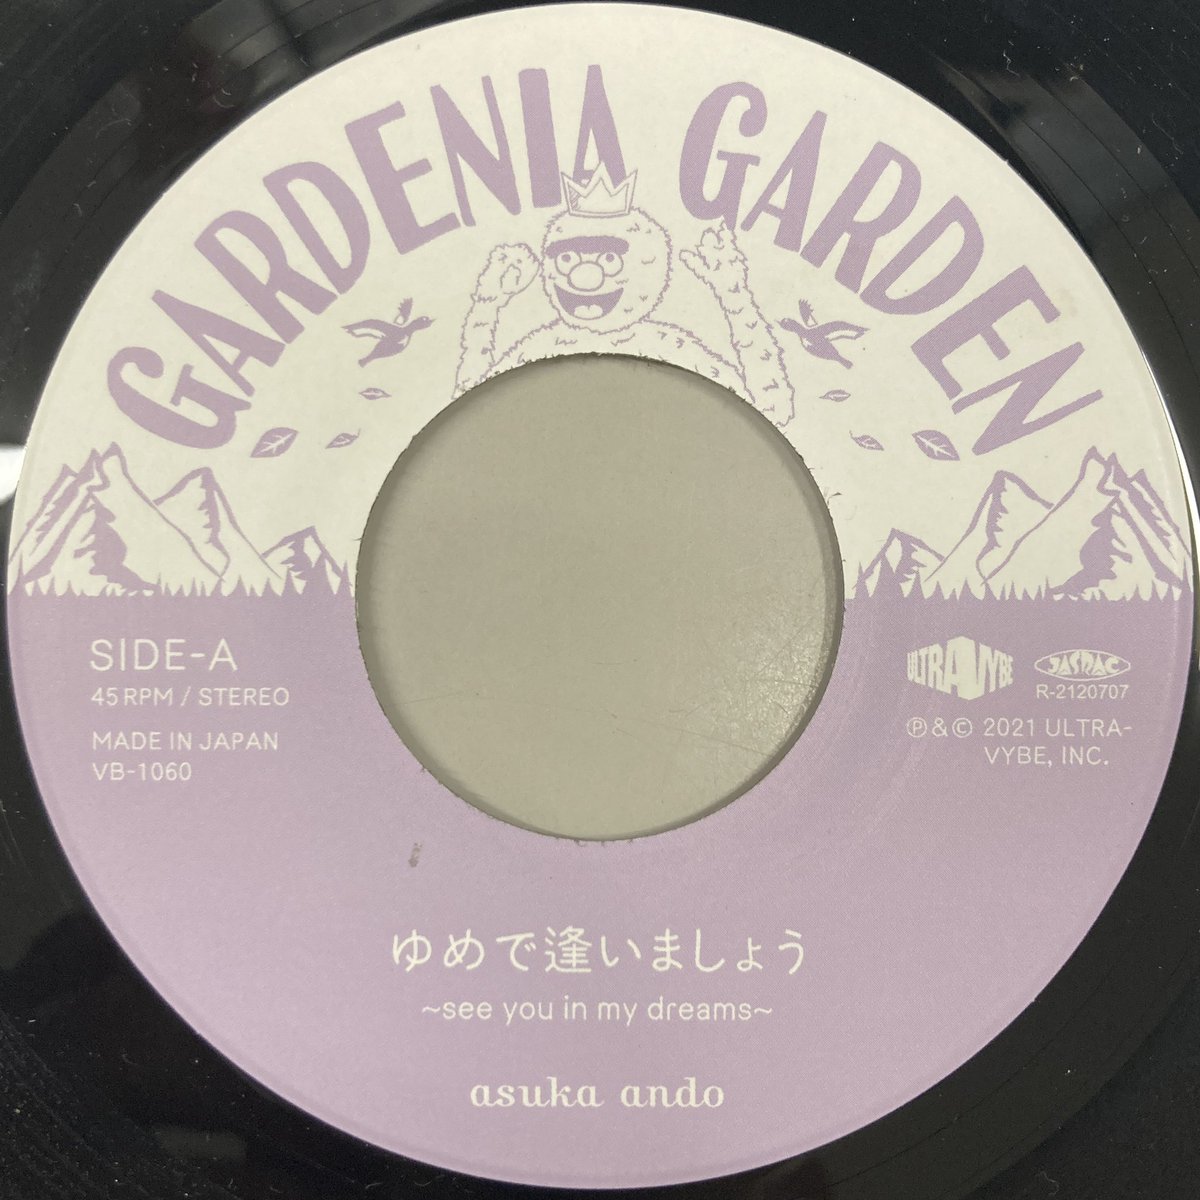 GARDENIA GARDEN
SIDE-A
45 RPM / STEREO
MADE IN JAPAN
VB-1060
ULTRA VYBE
JASRAC
R-2120707
℗&© 2021 ULTRA-
VYBE, INC.
ゆめで逢いましょう
~see you in my dreams~
asuka ando